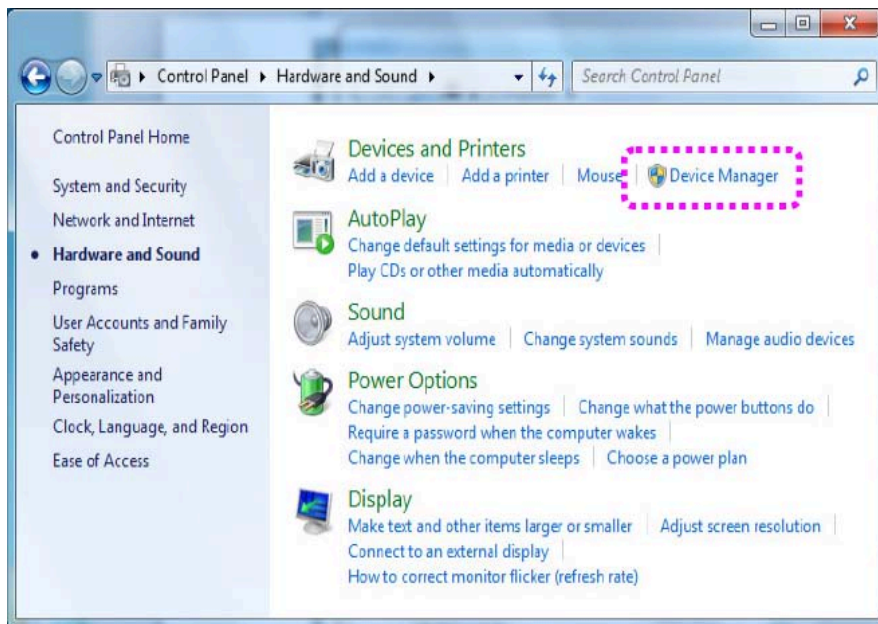 Control Panel Hardware and Sound Search Control Panel
Control Panel Home
System and Security
Network and Internet
Hardware and Sound
Programs
User Accounts and Family
Safety
Appearance and
Personalization
Clock, Language, and Region
Ease of Access
Devices and Printers
Add a device Add a printer Mouse Device Manager
AutoPlay
Change default settings for media or devices
Play CDs or other media automatically
Sound
Adjust system volume Change system sounds Manage audio devices
Power Options
Change power-saving settings Change what the power buttons do
Require a password when the computer wakes
Change when the computer sleeps Choose a power plan
Display
Make text and other items larger or smaller Adjust screen resolution
Connect to an external display
How to correct monitor flicker (refresh rate)